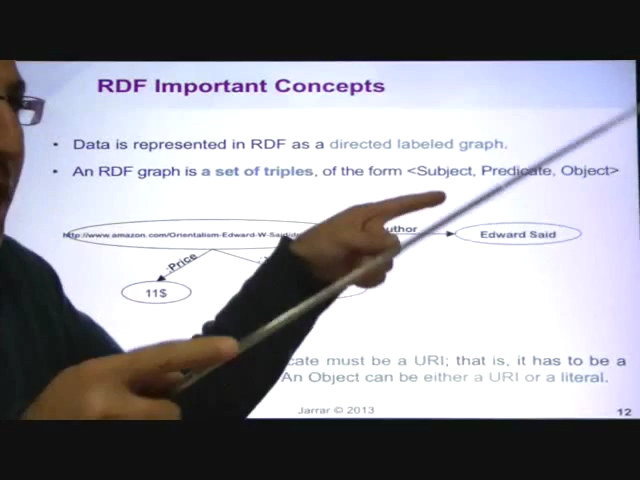 RDF Important Concepts
• Data is represented in RDF as a directed labeled graph.
• An RDF graph is a set of triples, of the form <Subject, Predicate, Object>
http://www.amazon.com/Orientalism-Edward-W-Said/d
:Price
Edward Said
11$
must be a URI; that is, it has to be a
An Object can be either a URI or a literal.
Jarrar © 2013
12